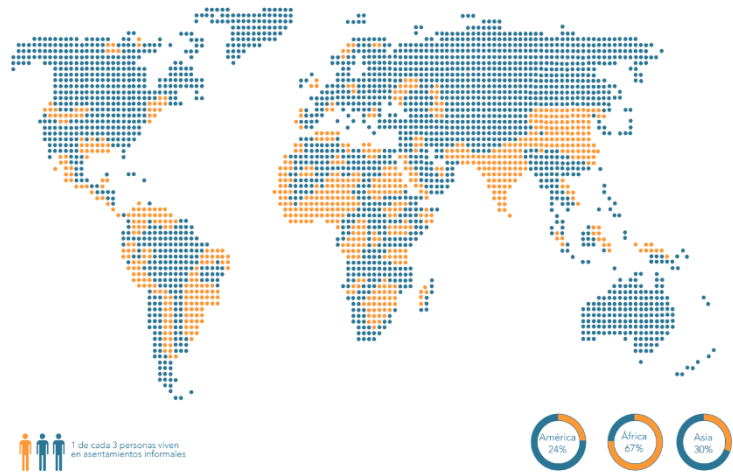 1 de cada 3 personas viven
en asentamientos informales
América
24%
África
67%
Asia
30%